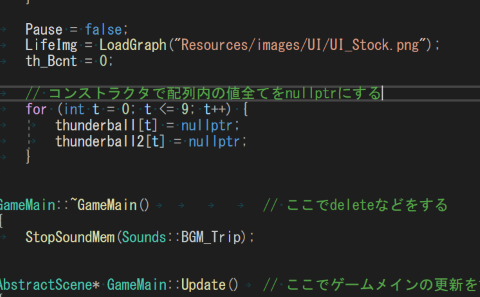 }
Pause = false;
LifeImg = LoadGraph("Resources/images/UI/UI_Stock.png");
th_Bcnt = 0;
// コンストラクタで配列内の値全てをnullptrにする
for (int t = 0; t <= 9; t++) {
thunderball[t] = nullptr;
thunderball2[t] = nullptr;
}
GameMain::~GameMain() // ここでdeleteなどをする
{
StopSoundMem(Sounds::BGM_Trip);
AbstractScene* GameMain::Update() // ここでゲームメインの更新を